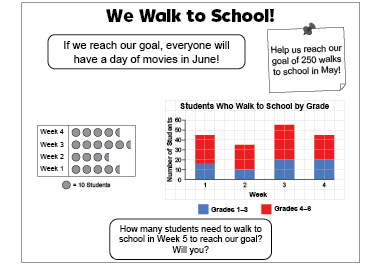 We Walk to School!
If we reach our goal, everyone will
have a day of movies in June!
Help us reach our
goal of 250 walks
to school in May!
Week 4
Week 3
Week 2
Week 1
= 10 Students
Students Who Walk to School by Grade
Number of Students
60
50
40
30
20
10
0
1 2 3 4
Week
Grades 1–3 Grades 4–6
How many students need to walk to
school in Week 5 to reach our goal?
Will you?